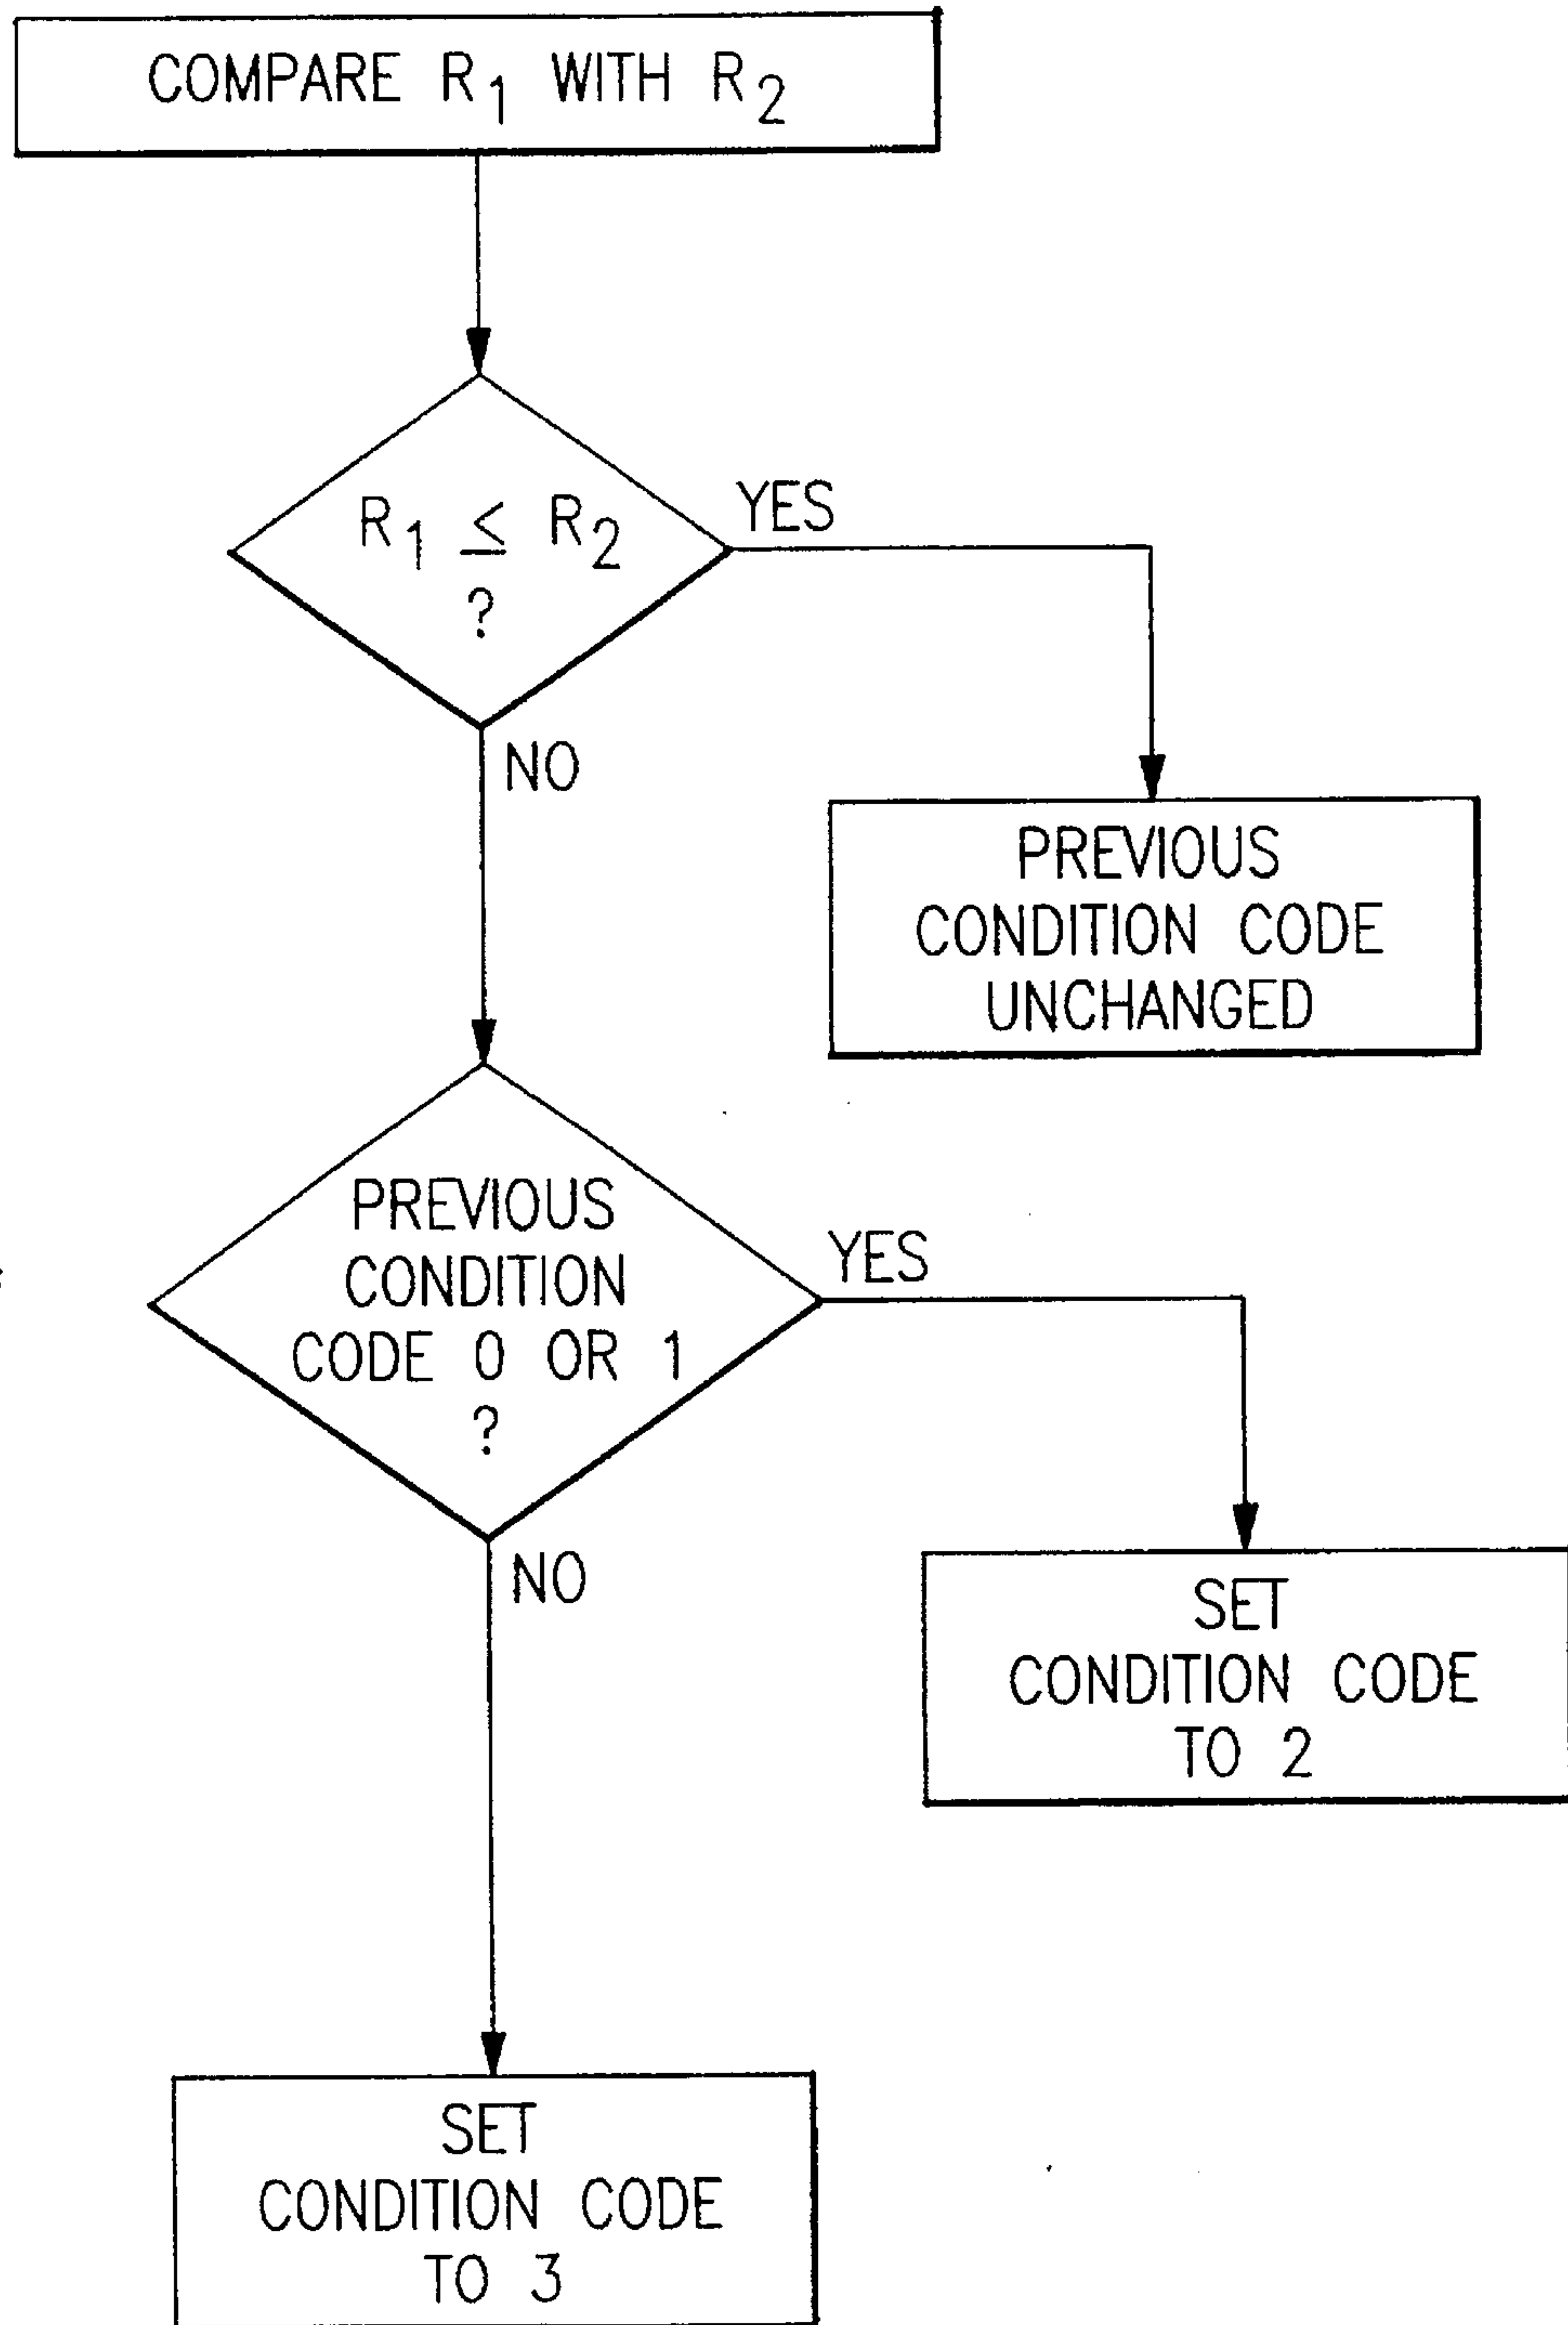 COMPARE R1 WITH R2
R1 ≤ R2
?
YES
NO
PREVIOUS
CONDITION CODE
UNCHANGED
PREVIOUS
CONDITION
CODE 0 OR 1
?
YES
NO
SET
CONDITION CODE
TO 2
SET
CONDITION CODE
TO 3